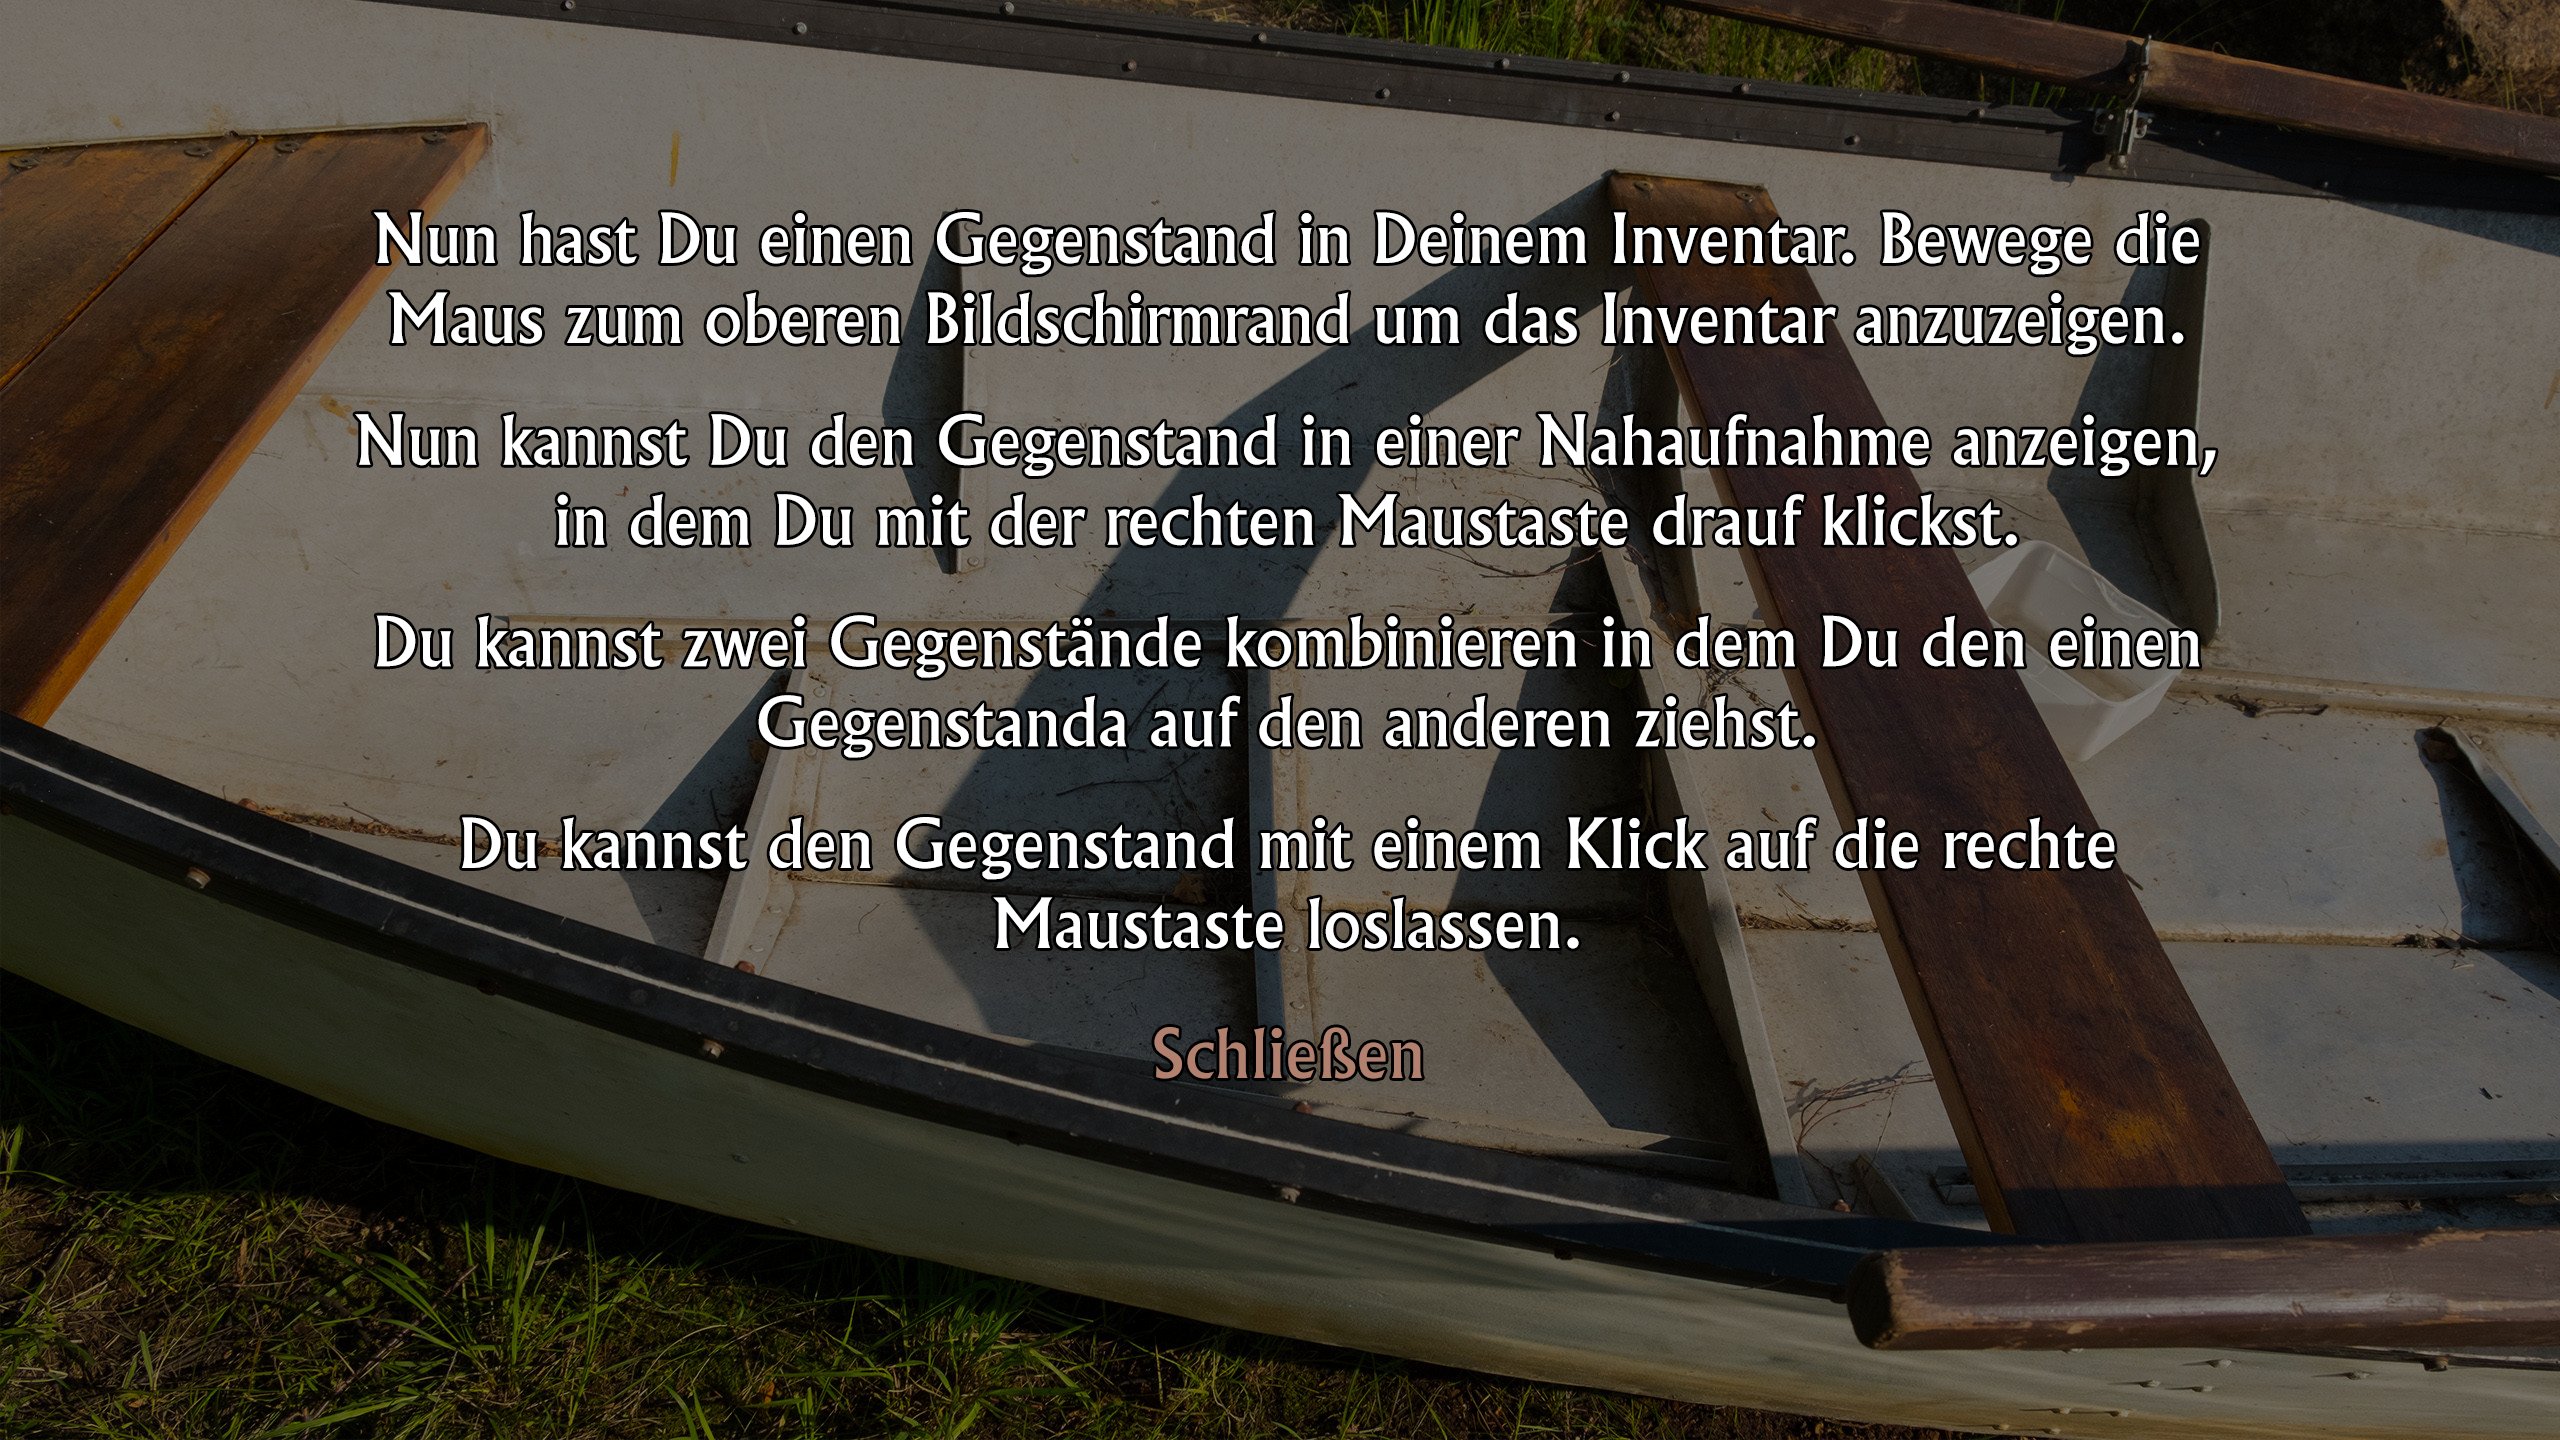 Nun hast Du einen Gegenstand in Deinem Inventar. Bewege die
Maus zum oberen Bildschirmrand um das Inventar anzuzeigen.
Nun kannst Du den Gegenstand in einer Nahaufnahme anzeigen,
in dem Du mit der rechten Maustaste drauf klickst.
Du kannst zwei Gegenstände kombinieren in dem Du den einen
Gegenstanda auf den anderen ziehst.
Du kannst den Gegenstand mit einem Klick auf die rechte
Maustaste loslassen.
Schließen